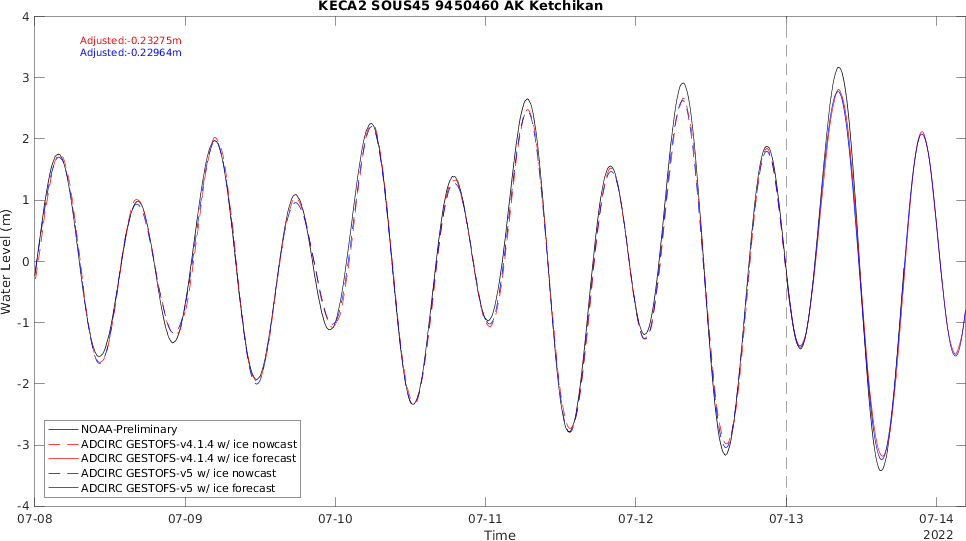 KECA2 SOUS45 9450460 AK Ketchikan
Adjusted:-0.23275m
Adjusted:-0.22964m
4
3
2
1
0
-1
-2
-3
-4
Water Level (m)
NOAA-Preliminary
ADCIRC GESTOFS-v4.1.4 w/ ice nowcast
ADCIRC GESTOFS-v4.1.4 w/ ice forecast
ADCIRC GESTOFS-v5 w/ ice nowcast
ADCIRC GESTOFS-v5 w/ ice forecast
07-08 07-09 07-10 07-11 07-12 07-13 07-14
Time
2022